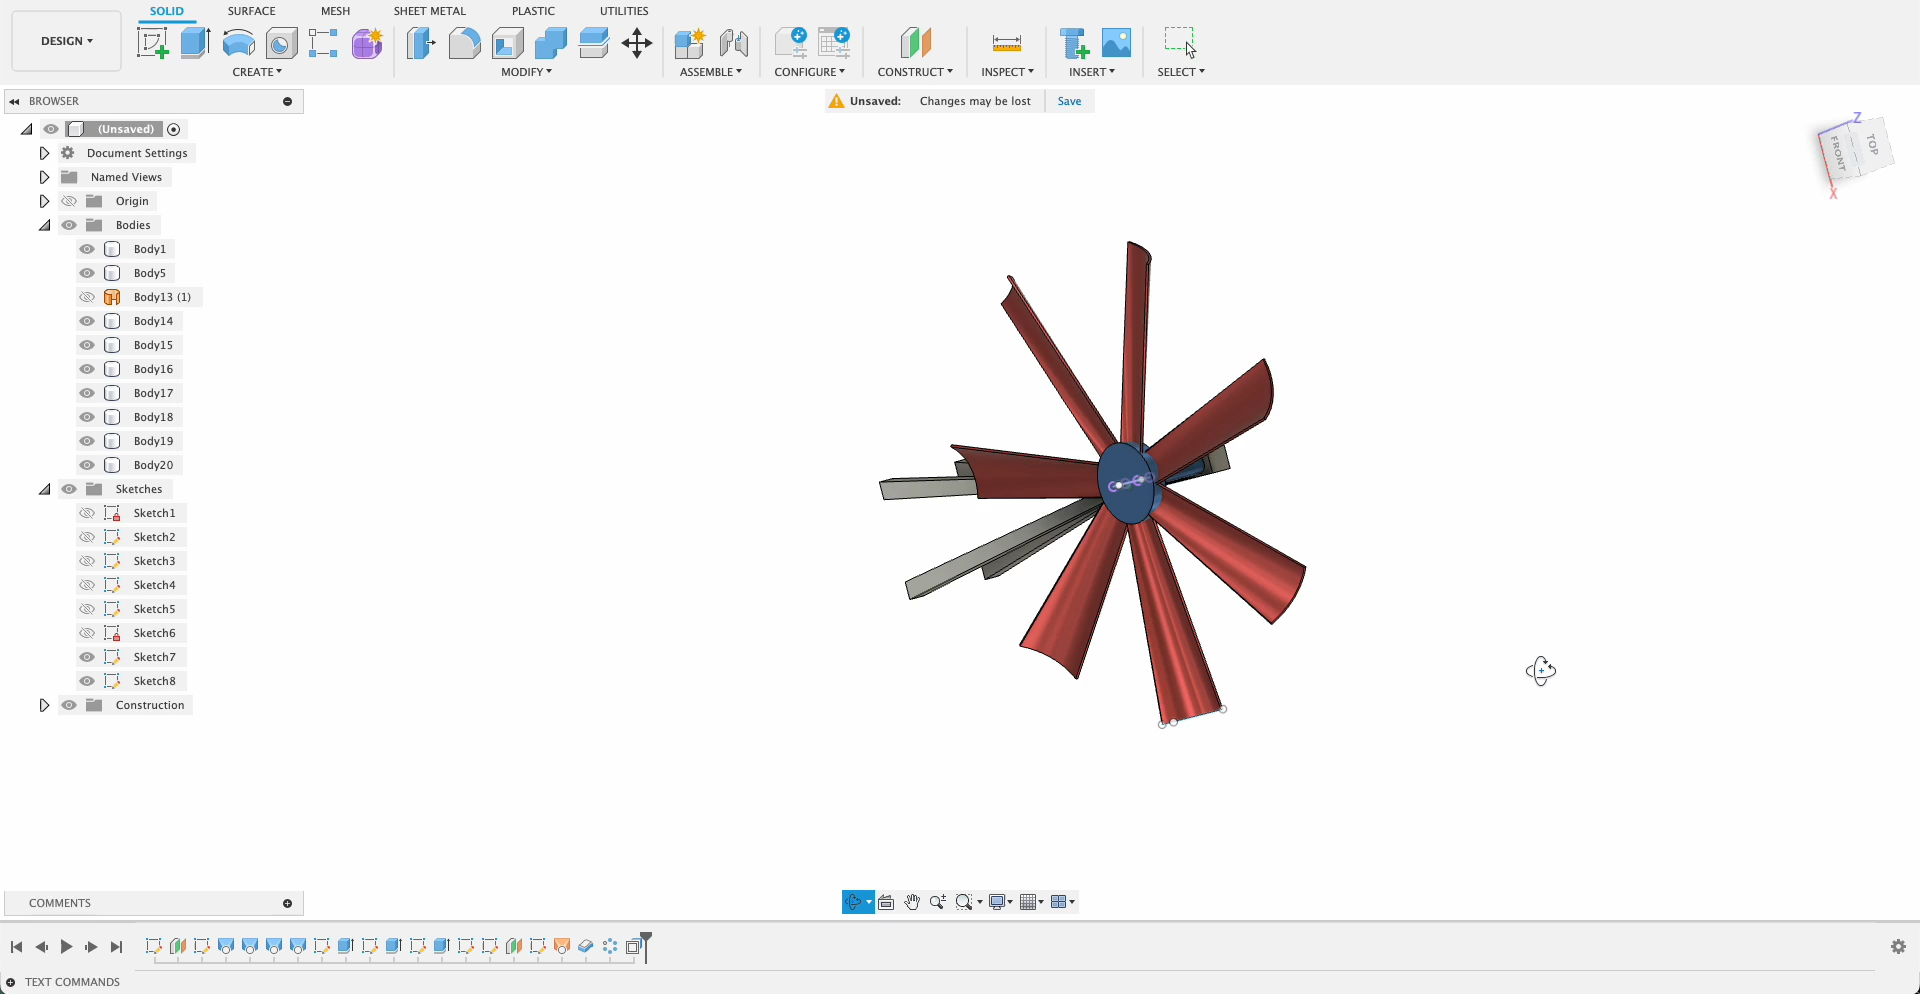 SOLID SURFACE MESH SHEET METAL PLASTIC UTILITIES
DESIGN
CREATE MODIFY ASSEMBLE CONFIGURE CONSTRUCT INSPECT INSERT SELECT
BROWSER
Unsaved: Changes may be lost Save
(Unsaved)
Document Settings
Named Views
Origin
Bodies
Body1
Body5
Body13 (1)
Body14
Body15
Body16
Body17
Body18
Body19
Body20
Sketches
Sketch1
Sketch2
Sketch3
Sketch4
Sketch5
Sketch6
Sketch7
Sketch8
Construction
Z
FRONT
TOP
X
COMMENTS
TEXT COMMANDS